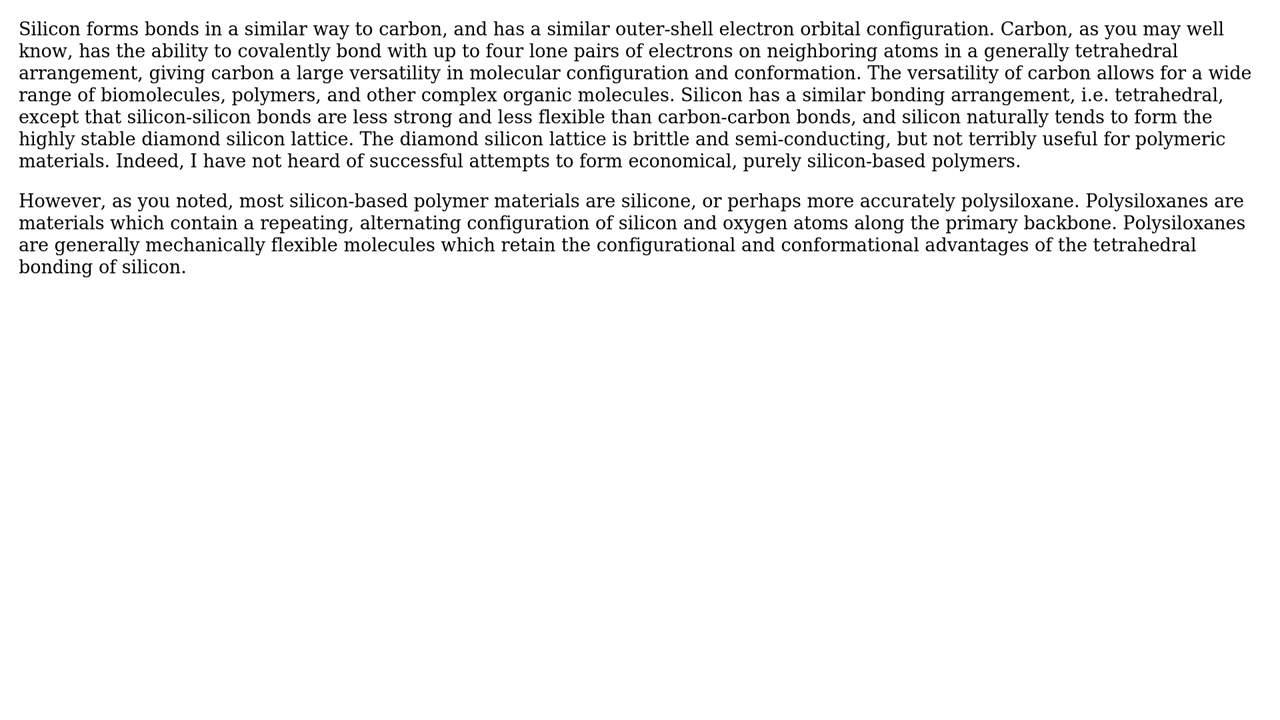 Silicon forms bonds in a similar way to carbon, and has a similar outer-shell electron orbital configuration. Carbon, as you may well
know, has the ability to covalently bond with up to four lone pairs of electrons on neighboring atoms in a generally tetrahedral
arrangement, giving carbon a large versatility in molecular configuration and conformation. The versatility of carbon allows for a wide
range of biomolecules, polymers, and other complex organic molecules. Silicon has a similar bonding arrangement, i.e. tetrahedral,
except that silicon-silicon bonds are less strong and less flexible than carbon-carbon bonds, and silicon naturally tends to form the
highly stable diamond silicon lattice. The diamond silicon lattice is brittle and semi-conducting, but not terribly useful for polymeric
materials. Indeed, I have not heard of successful attempts to form economical, purely silicon-based polymers.
However, as you noted, most silicon-based polymer materials are silicone, or perhaps more accurately polysiloxane. Polysiloxanes are
materials which contain a repeating, alternating configuration of silicon and oxygen atoms along the primary backbone. Polysiloxanes
are generally mechanically flexible molecules which retain the configurational and conformational advantages of the tetrahedral
bonding of silicon.